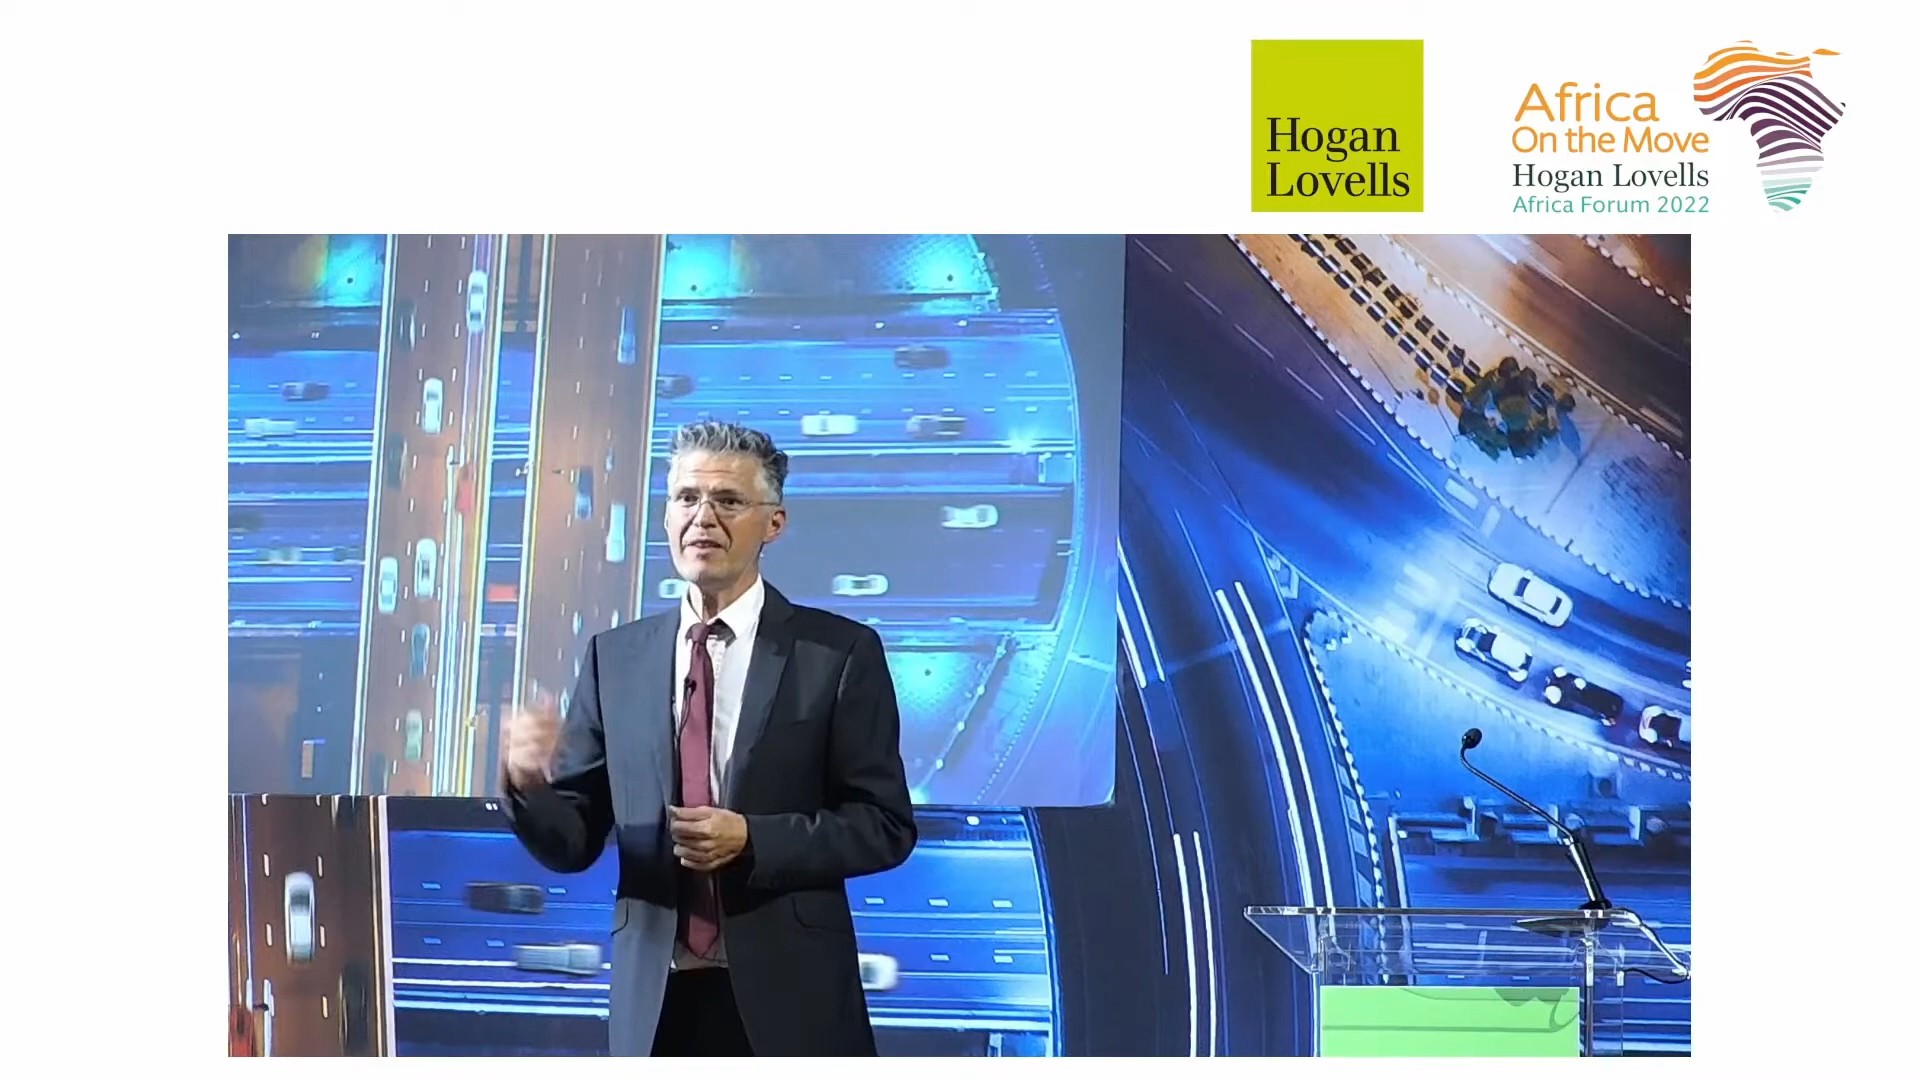 Hogan
Lovells
Africa
On the Move
Hogan Lovells
Africa Forum 2022